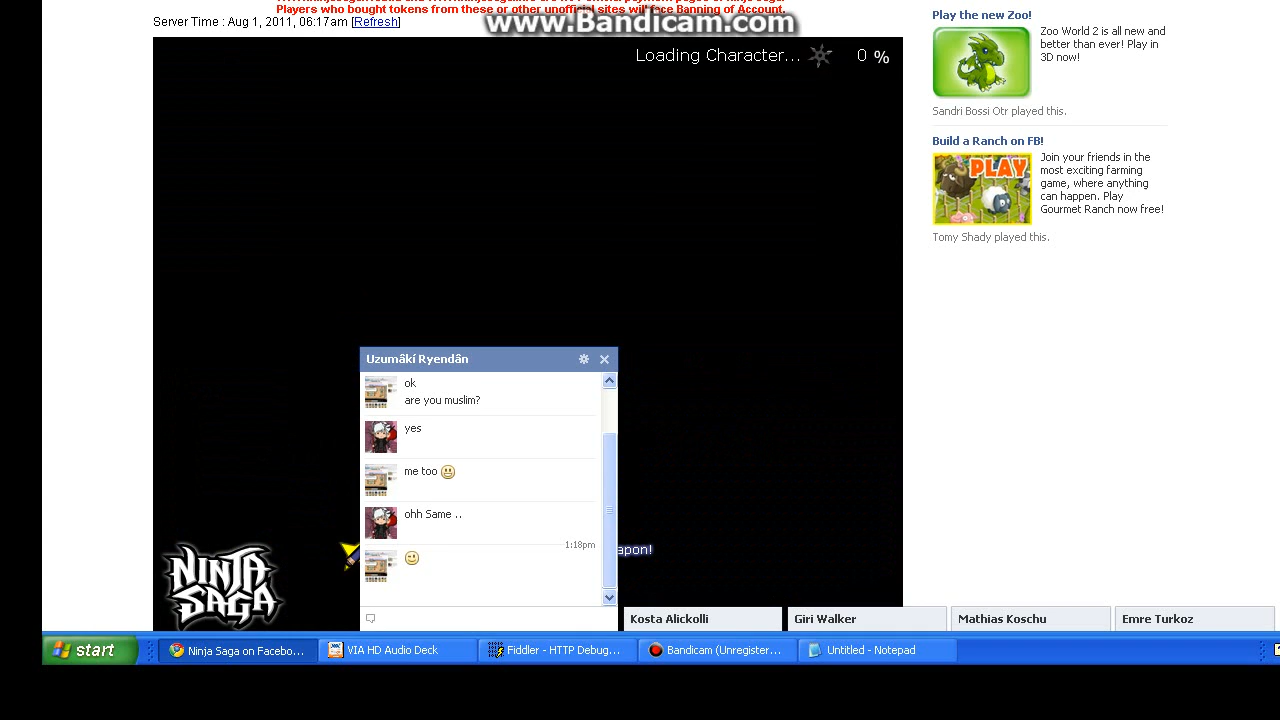 www.Bandicam.com
or other unofficial sites will face Banning of Account.
Players who bought tokens from these
Server Time : Aug 1, 2011, 06:17am [Refresh]
Loading Character... 0 %
Play the new Zoo!
Zoo World 2 is all new and
better than ever! Play in
3D now!
Sandri Bossi Otr played this.
Build a Ranch on FB!
PLAY
Join your friends in the
most exciting farming
game, where anything
can happen. Play
Gourmet Ranch now free!
Tomy Shady played this.
Uzumâkí Ryendân
ok
are you muslim?
yes
me too
ohh Same ..
1:18pm
apon!
NINJA
SAGA
Kosta Alickolli
Giri Walker
Mathias Koschu
Emre Turkoz
start
Ninja Saga on Facebo...
VIA HD Audio Deck
Fiddler - HTTP Debug...
Bandicam (Unregister...
Untitled - Notepad